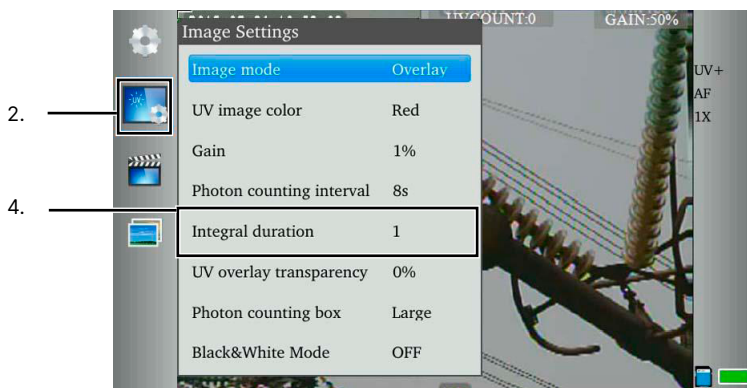 UVCOUNT:0 GAIN:50%
Image Settings
Image mode Overlay
UV image color Red
Gain 1%
Photon counting interval 8s
Integral duration 1
UV overlay transparency 0%
Photon counting box Large
Black&White Mode OFF
UV+
AF
1X
2.
4.
UV